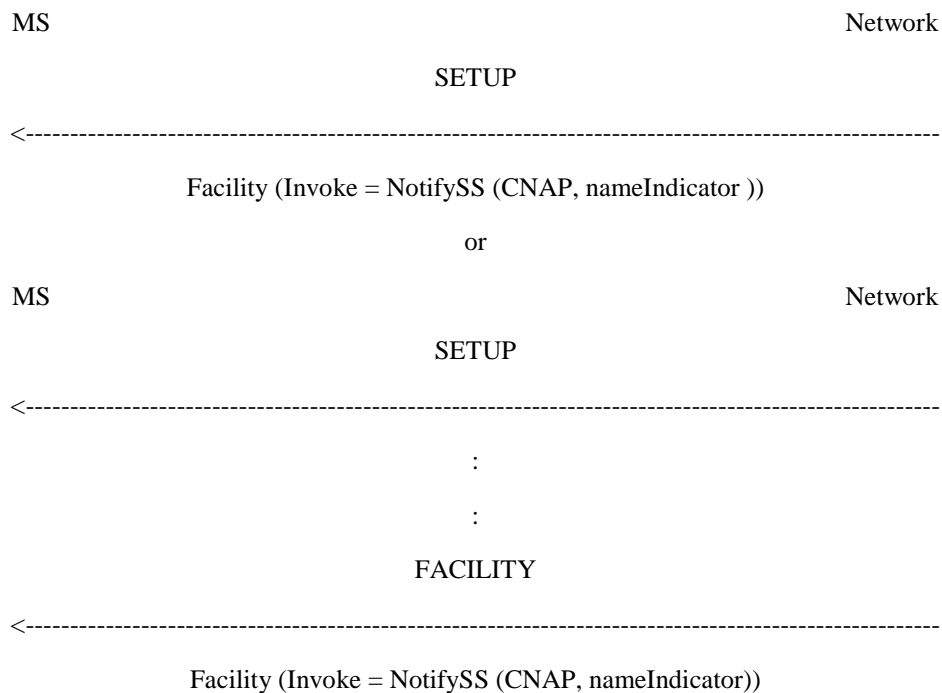 MS Network
SETUP
<------------------------------------------------------------------------------------------------------
Facility (Invoke = NotifySS (CNAP, nameIndicator ))
or
MS Network
SETUP
<------------------------------------------------------------------------------------------------------
:
:
FACILITY
<------------------------------------------------------------------------------------------------------
Facility (Invoke = NotifySS (CNAP, nameIndicator))